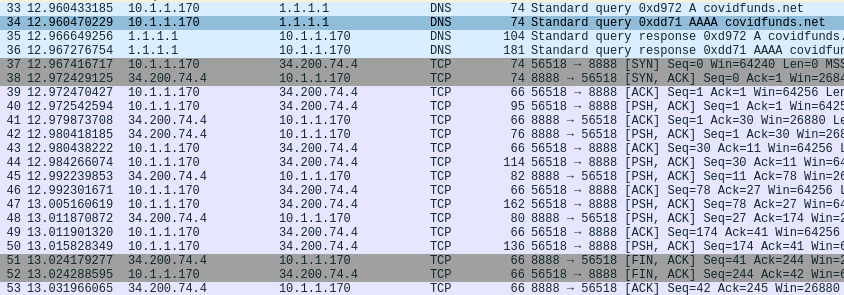 33 12.960433185 10.1.1.170 1.1.1.1 DNS 74 Standard query 0xd972 A covidfunds.net
34 12.960470229 10.1.1.170 1.1.1.1 DNS 74 Standard query 0xdd71 AAAA covidfunds.net
35 12.966649256 1.1.1.1 10.1.1.170 DNS 104 Standard query response 0xd972 A covidfunds.
36 12.967276754 1.1.1.1 10.1.1.170 DNS 181 Standard query response 0xdd71 AAAA covidfun
37 12.967416717 10.1.1.170 34.200.74.4 TCP 74 56518 → 8888 [SYN] Seq=0 Win=64240 Len=0 MSS
38 12.972429125 34.200.74.4 10.1.1.170 TCP 74 8888 → 56518 [SYN, ACK] Seq=0 Ack=1 Win=2684
39 12.972470427 10.1.1.170 34.200.74.4 TCP 66 56518 → 8888 [ACK] Seq=1 Ack=1 Win=64256 Len
40 12.972542594 10.1.1.170 34.200.74.4 TCP 95 56518 → 8888 [PSH, ACK] Seq=1 Ack=1 Win=6425
41 12.979873708 34.200.74.4 10.1.1.170 TCP 66 8888 → 56518 [ACK] Seq=1 Ack=30 Win=26880 Le
42 12.980418185 34.200.74.4 10.1.1.170 TCP 76 8888 → 56518 [PSH, ACK] Seq=1 Ack=30 Win=268
43 12.980438222 10.1.1.170 34.200.74.4 TCP 66 56518 → 8888 [ACK] Seq=30 Ack=11 Win=64256 L
44 12.984266074 10.1.1.170 34.200.74.4 TCP 114 56518 → 8888 [PSH, ACK] Seq=30 Ack=11 Win=64
45 12.992239853 34.200.74.4 10.1.1.170 TCP 82 8888 → 56518 [PSH, ACK] Seq=11 Ack=78 Win=26
46 12.992301671 10.1.1.170 34.200.74.4 TCP 66 56518 → 8888 [ACK] Seq=78 Ack=27 Win=64256 L
47 13.005160619 10.1.1.170 34.200.74.4 TCP 162 56518 → 8888 [PSH, ACK] Seq=78 Ack=27 Win=64
48 13.011870872 34.200.74.4 10.1.1.170 TCP 80 8888 → 56518 [PSH, ACK] Seq=27 Ack=174 Win=2
49 13.011901320 10.1.1.170 34.200.74.4 TCP 66 56518 → 8888 [ACK] Seq=174 Ack=41 Win=64256
50 13.015828349 10.1.1.170 34.200.74.4 TCP 136 56518 → 8888 [PSH, ACK] Seq=174 Ack=41 Win=6
51 13.024179277 34.200.74.4 10.1.1.170 TCP 66 8888 → 56518 [FIN, ACK] Seq=41 Ack=244 Win=2
52 13.024288595 10.1.1.170 34.200.74.4 TCP 66 56518 → 8888 [FIN, ACK] Seq=244 Ack=42 Win=6
53 13.031966065 34.200.74.4 10.1.1.170 TCP 66 8888 → 56518 [ACK] Seq=42 Ack=245 Win=26880